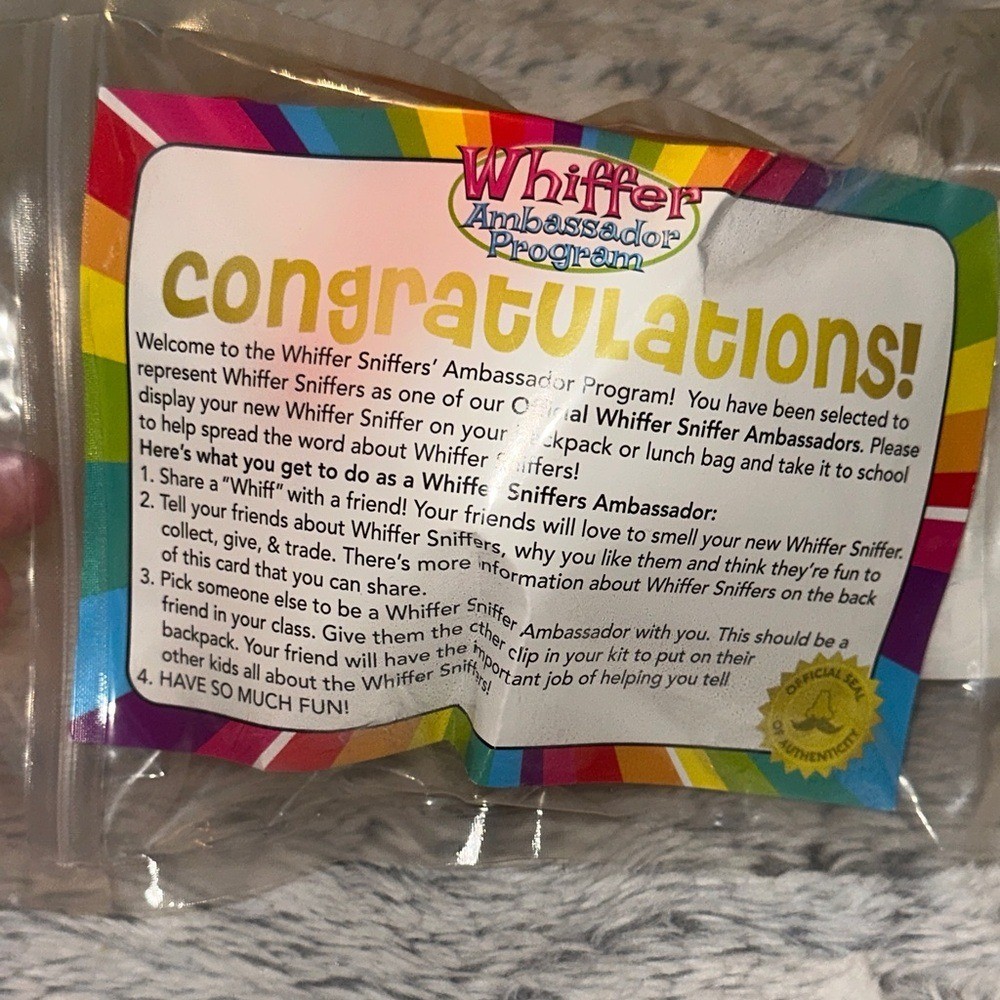 Whiffer
Ambassador
Program
congratulations!
Welcome to the Whiffer Sniffers' Ambassador Program! You have been selected to
represent Whiffer Sniffers as one of our Official Whiffer Sniffer Ambassadors. Please
display your new Whiffer Sniffer on your backpack or lunch bag and take it to school
to help spread the word about Whiffer Sniffers!
Here's what you get to do as a Whiffer Sniffers Ambassador:
1. Share a "Whiff" with a friend! Your friends will love to smell your new Whiffer Sniffer.
2. Tell your friends about Whiffer Sniffers, why you like them and think they're fun to
collect, give, & trade. There's more information about Whiffer Sniffers on the back
of this card that you can share.
3. Pick someone else to be a Whiffer Sniffer Ambassador with you. This should be a
friend in your class. Give them the other clip in your kit to put on their
backpack. Your friend will have the important job of helping you tell
other kids all about the Whiffer Sniffers!
4. HAVE SO MUCH FUN!
OFFICIAL SEAL
OF AUTHENTICITY